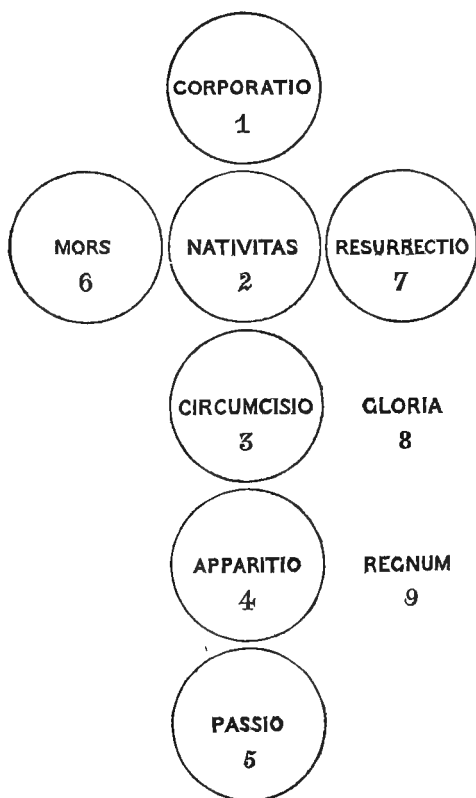 CORPORATIO
1
MORS
6
NATIVITAS
2
RESURRECTIO
7
CIRCUMCISIO
3
GLORIA
8
APPARITIO
4
REGNUM
9
PASSIO
5